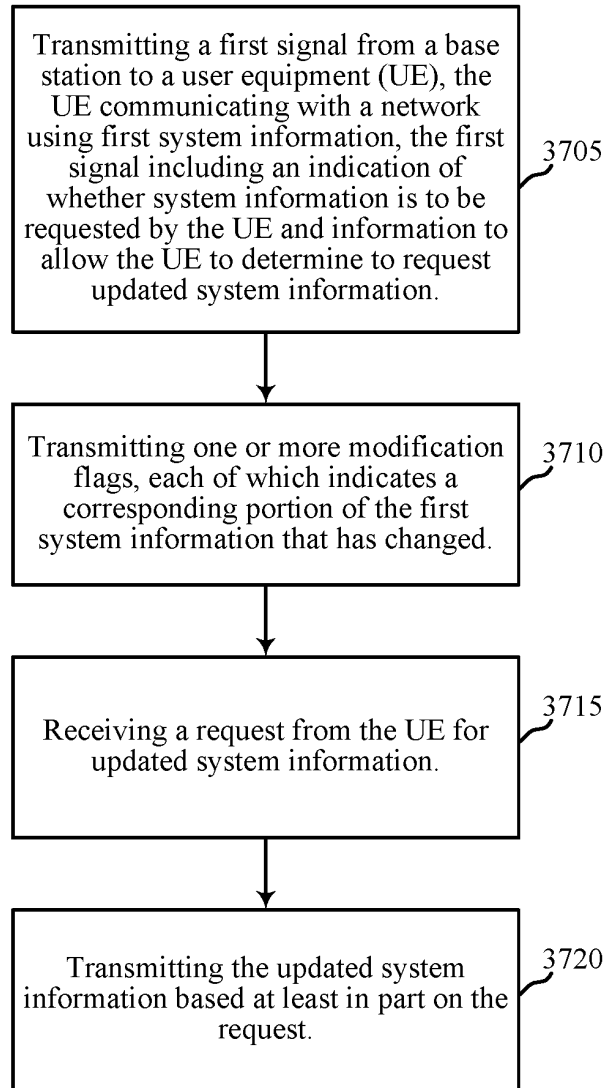 Transmitting a first signal from a base
station to a user equipment (UE), the
UE communicating with a network
using first system information, the first
signal including an indication of
whether system information is to be
requested by the UE and information to
allow the UE to determine to request
updated system information.
3705
Transmitting one or more modification
flags, each of which indicates a
corresponding portion of the first
system information that has changed.
3710
Receiving a request from the UE for
updated system information.
3715
Transmitting the updated system
information based at least in part on the
request.
3720